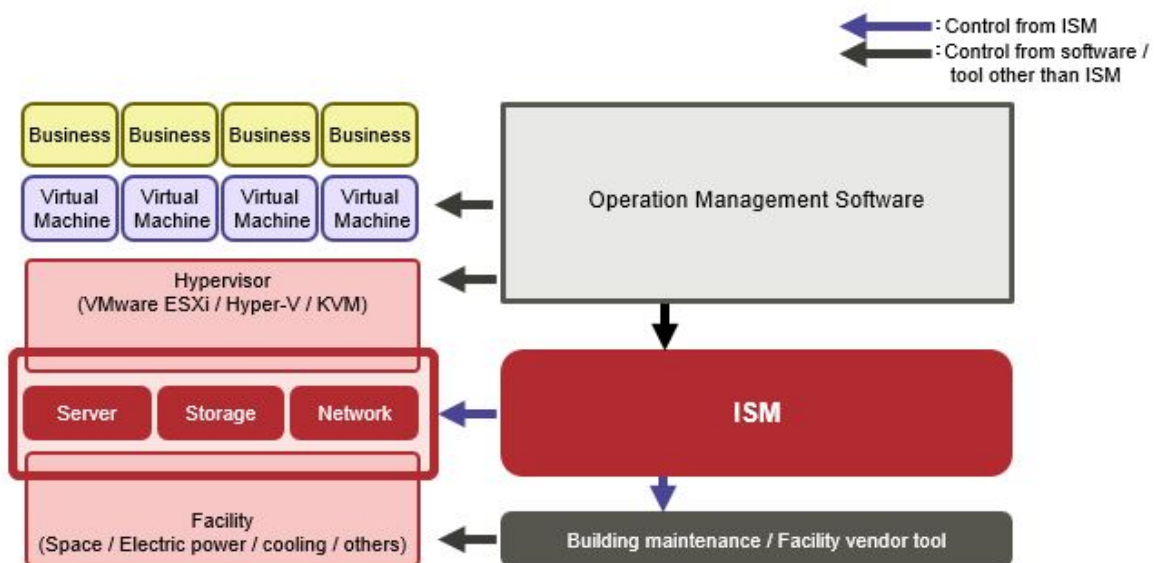 : Control from ISM
: Control from software /
tool other than ISM
Business Business Business Business
Virtual Machine
Virtual Machine
Virtual Machine
Virtual Machine
Operation Management Software
Hypervisor
(VMware ESXi / Hyper-V / KVM)
Server Storage Network
ISM
Facility
(Space / Electric power / cooling / others)
Building maintenance / Facility vendor tool